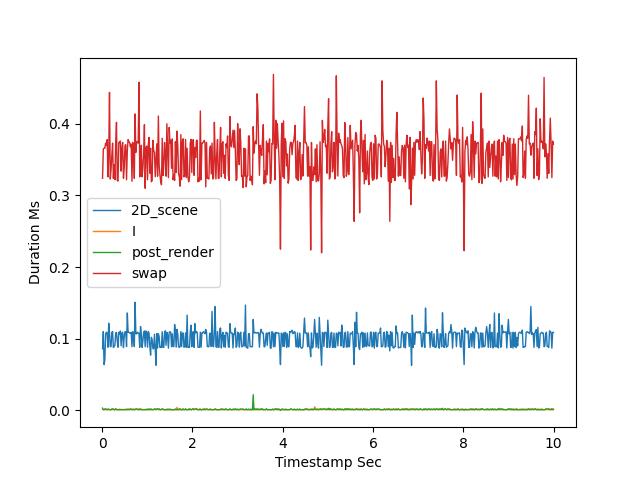 0.4
0.3
0.2
0.1
0.0
Duration Ms
2D_scene
I
post_render
swap
0 2 4 6 8 10
Timestamp Sec